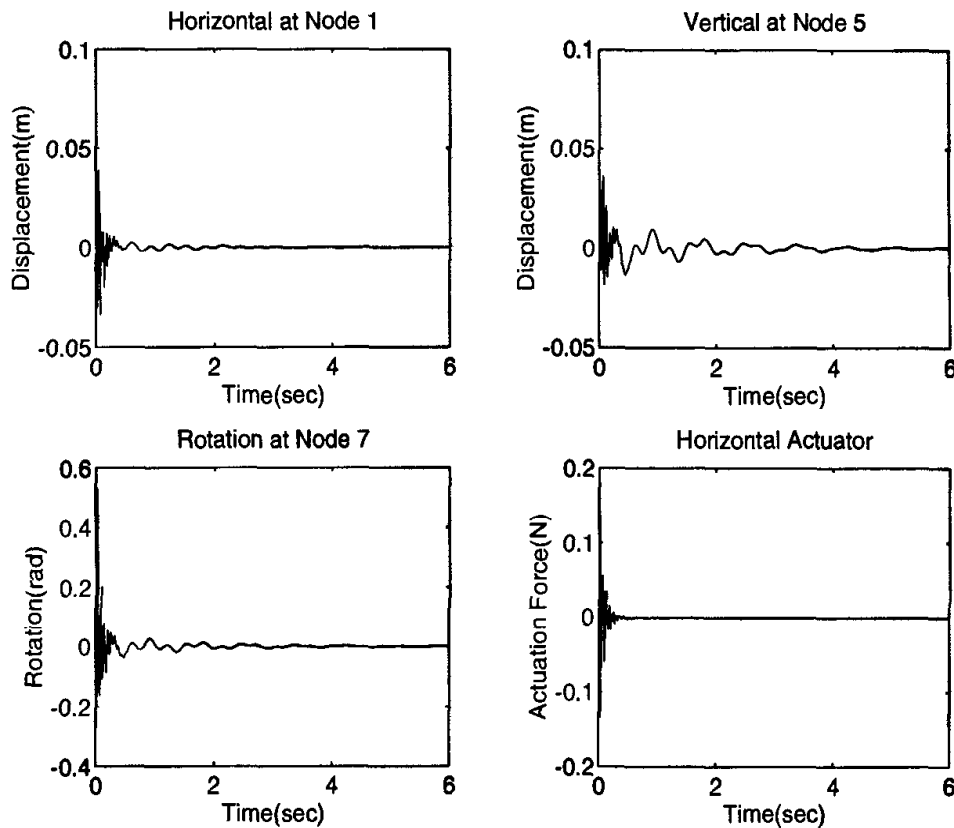 Horizontal at Node 1
0.1
0.05
0
-0.05
Displacement(m)
0 2 4 6
Time(sec)
Vertical at Node 5
0.1
0.05
0
-0.05
Displacement(m)
0 2 4 6
Time(sec)
Rotation at Node 7
0.6
0.4
0.2
0
-0.2
-0.4
Rotation(rad)
0 2 4 6
Time(sec)
Horizontal Actuator
0.2
0.1
0
-0.1
-0.2
Actuation Force(N)
0 2 4 6
Time(sec)